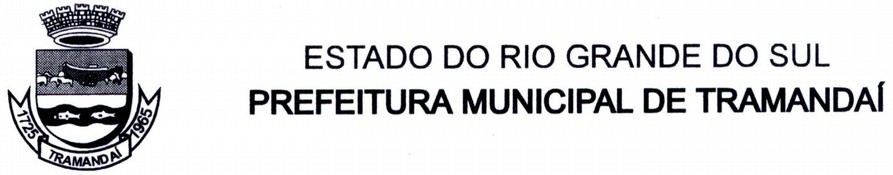 ESTADO DO RIO GRANDE DO SUL
PREFEITURA MUNICIPAL DE TRAMANDAÍ
1725
TRAMANDAÍ
1965